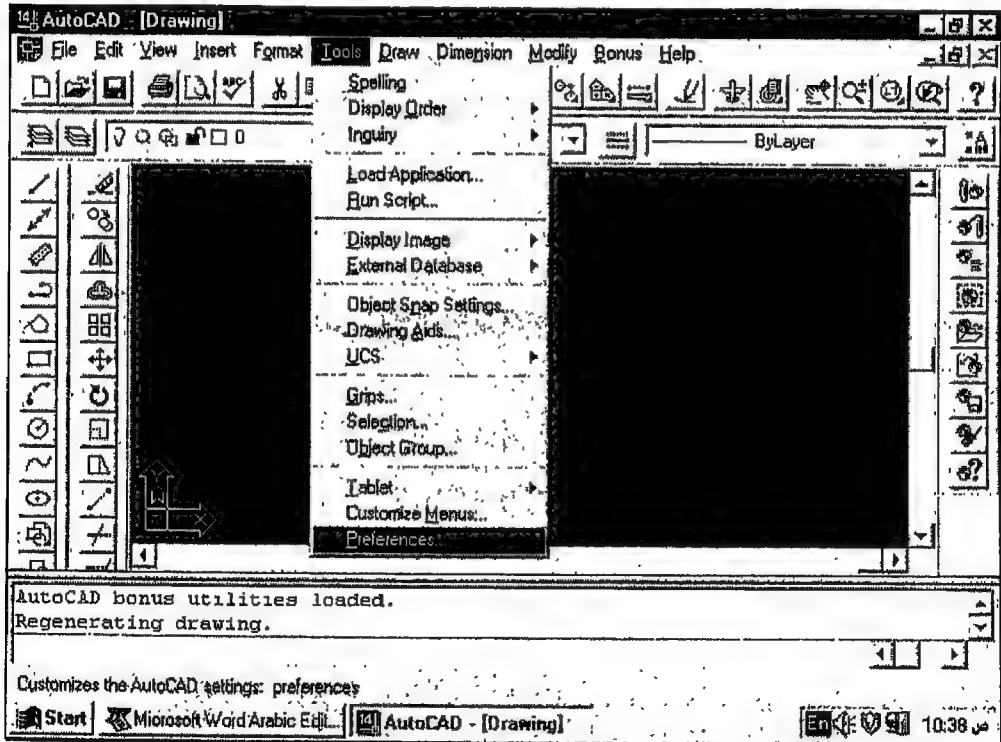 AutoCAD - [Drawing]
File Edit View Insert Format Tools Draw Dimension Modify Bonus Help
ABC
?
0
ByLayer
Spelling
Display Order
Inquiry
Load Application...
Run Script...
Display Image
External Database
Object Snap Settings...
Drawing Aids...
UCS
Grips...
Selection...
Object Group...
Tablet
Customize Menus...
Preferences...
Y
W
X
AutoCAD bonus utilities loaded.
Regenerating drawing.
Customizes the AutoCAD settings: preferences
Start Microsoft Word Arabic Edit... AutoCAD - [Drawing] En 10:38 ص